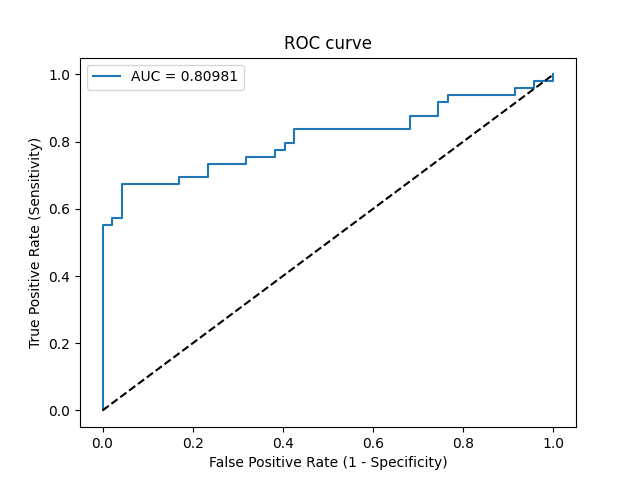 ROC curve
AUC = 0.80981
True Positive Rate (Sensitivity)
1.0
0.8
0.6
0.4
0.2
0.0
0.0 0.2 0.4 0.6 0.8 1.0
False Positive Rate (1 - Specificity)